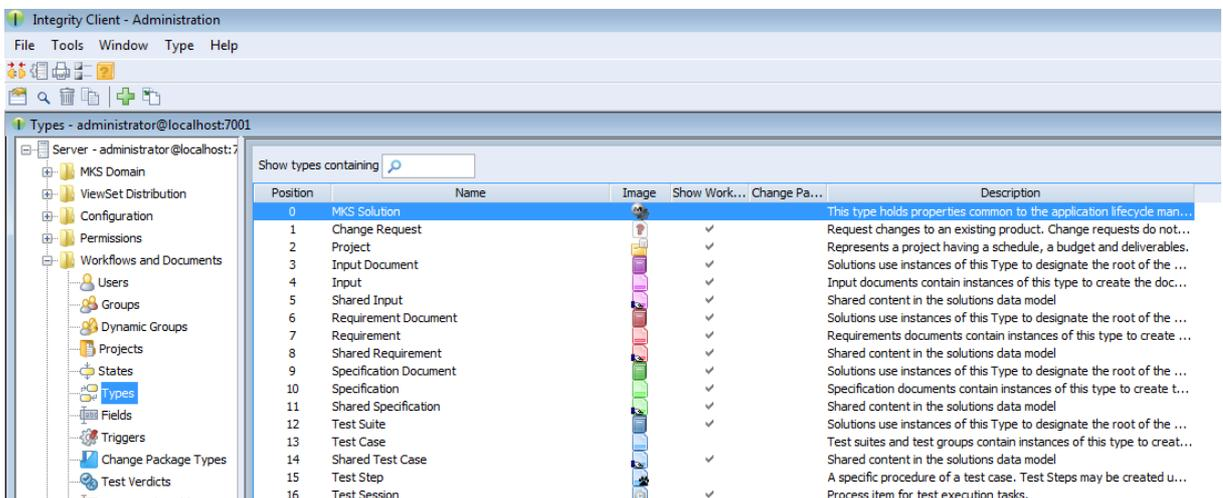 Integrity Client - Administration
File Tools Window Type Help
Types - administrator@localhost:7001
Server - administrator@localhost:7
MKS Domain
ViewSet Distribution
Configuration
Permissions
Workflows and Documents
Users
Groups
Dynamic Groups
Projects
States
Types
Fields
Triggers
Change Package Types
Test Verdicts
Show types containing
Position Name Image Show Work... Change Pa... Description
0 MKS Solution This type holds properties common to the application lifecycle man...
1 Change Request Request changes to an existing product. Change requests do not...
2 Project Represents a project having a schedule, a budget and deliverables.
3 Input Document Solutions use instances of this Type to designate the root of the ...
4 Input Input documents contain instances of this type to create the doc...
5 Shared Input Shared content in the solutions data model
6 Requirement Document Solutions use instances of this Type to designate the root of the ...
7 Requirement Requirements documents contain instances of this type to create ...
8 Shared Requirement Shared content in the solutions data model
9 Specification Document Solutions use instances of this Type to designate the root of the ...
10 Specification Specification documents contain instances of this type to create t...
11 Shared Specification Shared content in the solutions data model
12 Test Suite Solutions use instances of this Type to designate the root of the ...
13 Test Case Test suites and test groups contain instances of this type to creat...
14 Shared Test Case Shared content in the solutions data model
15 Test Step A specific procedure of a test case. Test Steps may be created u...
16 Test Session Process item for test execution tasks.